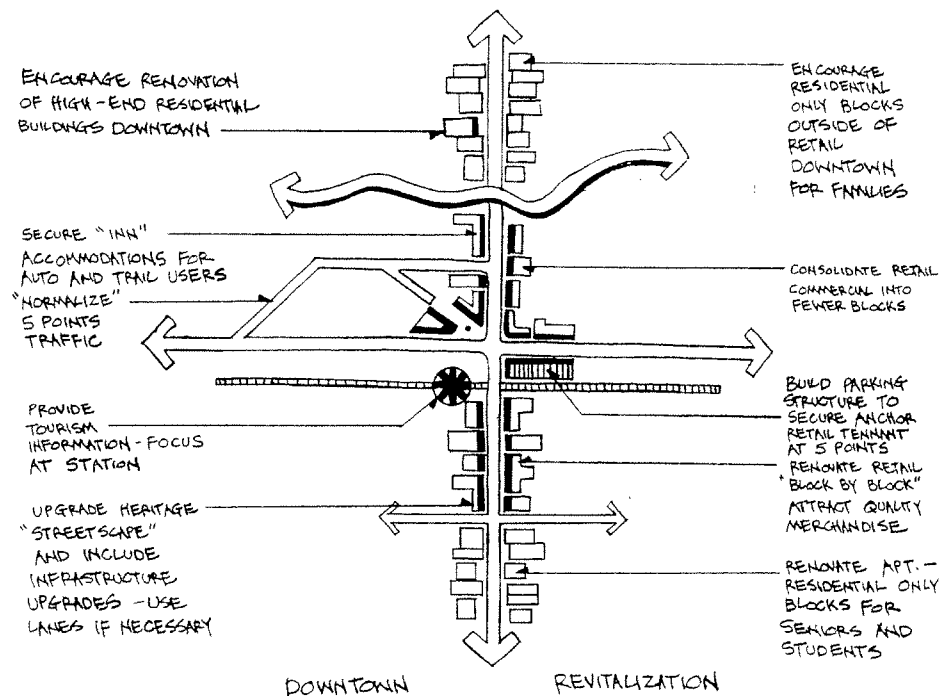 ENCOURAGE RENOVATION
OF HIGH-END RESIDENTIAL
BUILDINGS DOWNTOWN
SECURE "INN"
ACCOMMODATIONS FOR
AUTO AND TRAIL USERS
"NORMALIZE"
5 POINTS
TRAFFIC
PROVIDE
TOURISM
INFORMATION-FOCUS
AT STATION
UPGRADE HERITAGE
"STREETSCAPE"
AND INCLUDE
INFRASTRUCTURE
UPGRADES -USE
LANES IF NECESSARY
ENCOURAGE
RESIDENTIAL
ONLY BLOCKS
OUTSIDE OF
RETAIL
DOWNTOWN
FOR FAMILIES
CONSOLIDATE RETAIL
COMMERCIAL INTO
FEWER BLOCKS
BUILD PARKING
STRUCTURE TO
SECURE ANCHOR
RETAIL TENNANT
AT 5 POINTS
RENOVATE RETAIL
"BLOCK BY BLOCK"
ATTRACT QUALITY
MERCHANDISE
RENOVATE APT.-
RESIDENTIAL ONLY
BLOCKS FOR
SENIORS AND
STUDENTS
DOWNTOWN REVITALIZATION